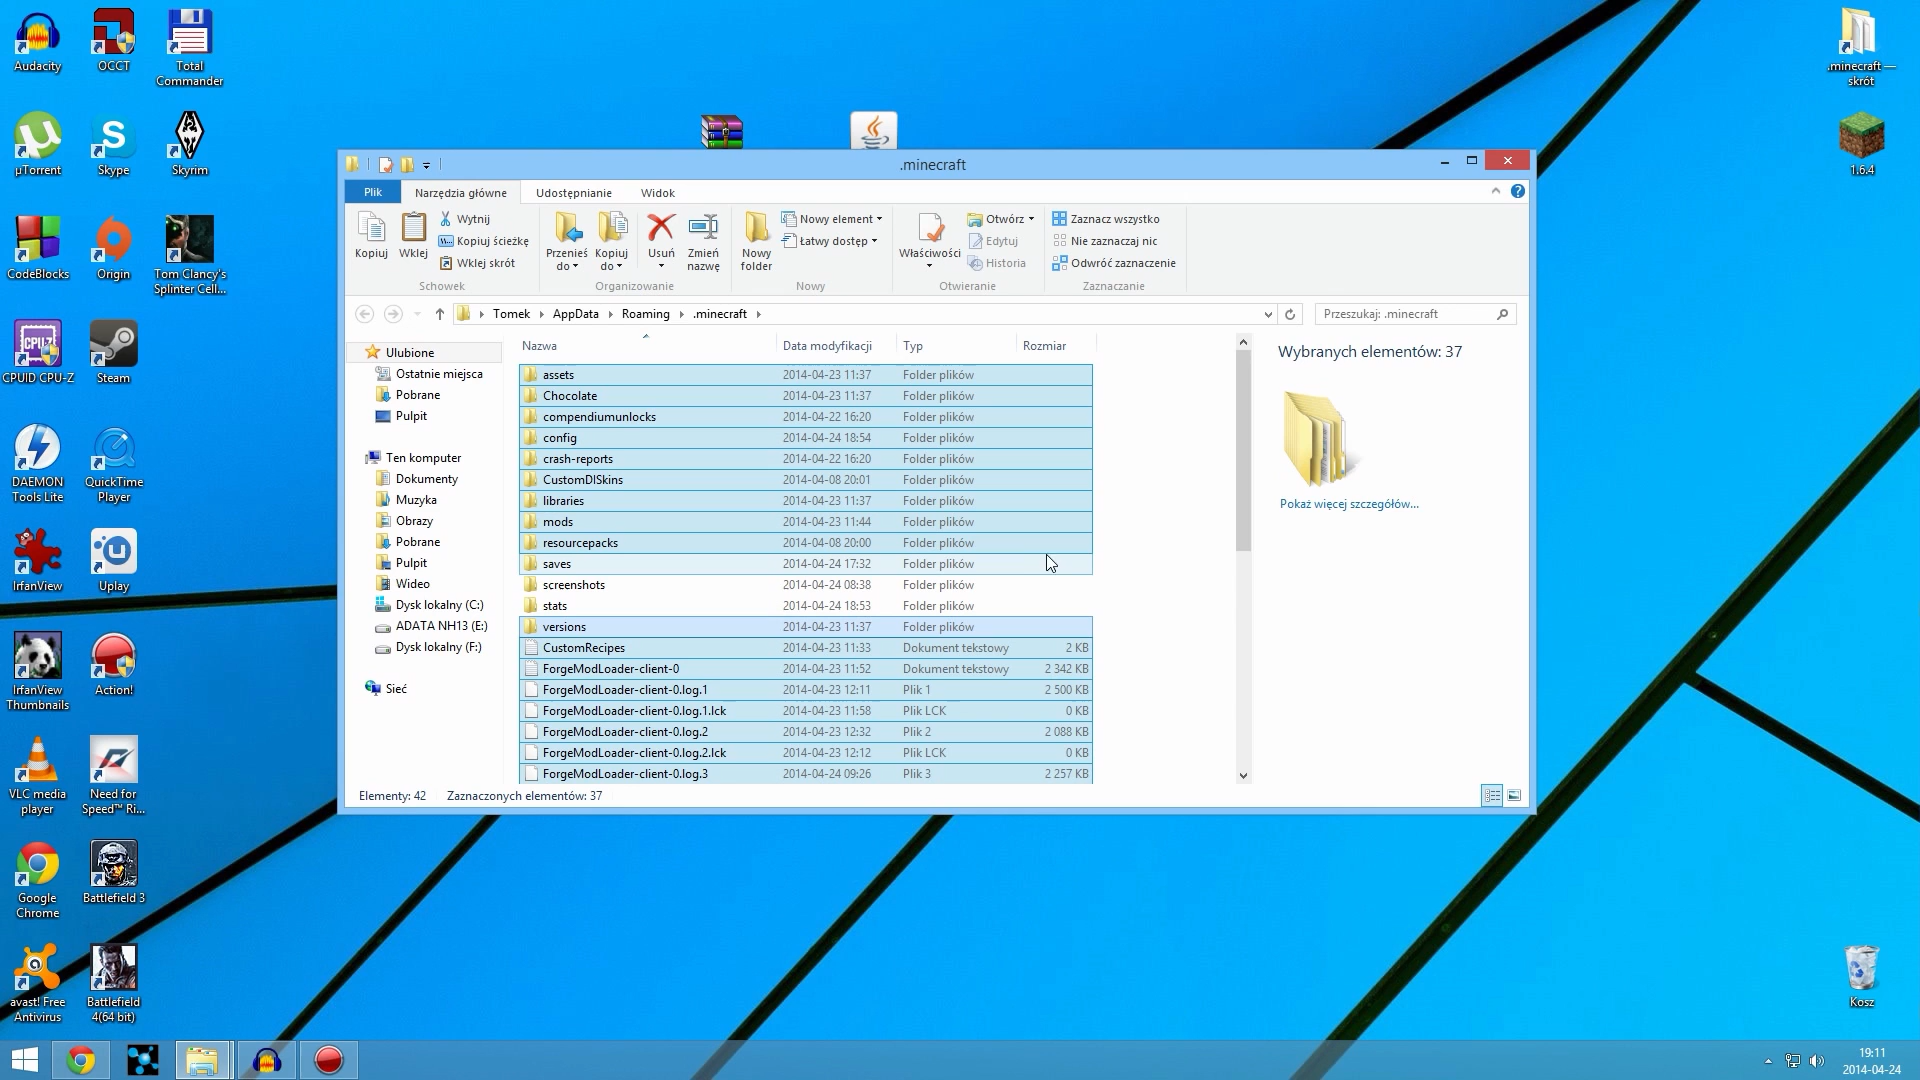 Audacity
OCCT
Total
Commander
µTorrent
Skype
Skyrim
CodeBlocks
Origin
Tom Clancy's
Splinter Cell...
CPUID CPU-Z
Steam
DAEMON
Tools Lite
QuickTime
Player
IrfanView
Uplay
IrfanView
Thumbnails
Action!
VLC media
player
Need for
Speed™ Ri...
Google
Chrome
Battlefield 3
avast! Free
Antivirus
Battlefield
4(64 bit)
.minecraft —
skrót
1.6.4
Kosz
.minecraft
Plik
Narzędzia główne
Udostępnianie
Widok
Kopiuj
Wklej
Wytnij
Kopiuj ścieżkę
Wklej skrót
Schowek
Przenieś
do
Kopiuj
do
Usuń
Zmień
nazwę
Organizowanie
Nowy
folder
Nowy element
Łatwy dostęp
Nowy
Właściwości
Otwórz
Edytuj
Historia
Otwieranie
Zaznacz wszystko
Nie zaznaczaj nic
Odwróć zaznaczenie
Zaznaczanie
Tomek
AppData
Roaming
.minecraft
Przeszukaj: .minecraft
Ulubione
Ostatnie miejsca
Pobrane
Pulpit
Ten komputer
Dokumenty
Muzyka
Obrazy
Pobrane
Pulpit
Wideo
Dysk lokalny (C:)
ADATA NH13 (E:)
Dysk lokalny (F:)
Sieć
Nazwa Data modyfikacji Typ Rozmiar
assets 2014-04-23 11:37 Folder plików
Chocolate 2014-04-23 11:37 Folder plików
compendiumunlocks 2014-04-22 16:20 Folder plików
config 2014-04-24 18:54 Folder plików
crash-reports 2014-04-22 16:20 Folder plików
CustomDISkins 2014-04-08 20:01 Folder plików
libraries 2014-04-23 11:37 Folder plików
mods 2014-04-23 11:44 Folder plików
resourcepacks 2014-04-08 20:00 Folder plików
saves 2014-04-24 17:32 Folder plików
screenshots 2014-04-24 08:38 Folder plików
stats 2014-04-24 18:53 Folder plików
versions 2014-04-23 11:37 Folder plików
CustomRecipes 2014-04-23 11:33 Dokument tekstowy 2 KB
ForgeModLoader-client-0 2014-04-23 11:52 Dokument tekstowy 2 342 KB
ForgeModLoader-client-0.log.1 2014-04-23 12:11 Plik 1 2 500 KB
ForgeModLoader-client-0.log.1.lck 2014-04-23 11:58 Plik LCK 0 KB
ForgeModLoader-client-0.log.2 2014-04-23 12:32 Plik 2 2 088 KB
ForgeModLoader-client-0.log.2.lck 2014-04-23 12:12 Plik LCK 0 KB
ForgeModLoader-client-0.log.3 2014-04-24 09:26 Plik 3 2 257 KB
Wybranych elementów: 37
Pokaż więcej szczegółów...
Elementy: 42
Zaznaczonych elementów: 37
19:11
2014-04-24